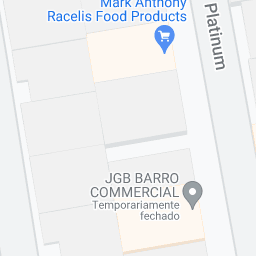 Mark Anthony
Racelis Food Products
Platinum
JGB BARRO
COMMERCIAL
Temporariamente
fechado